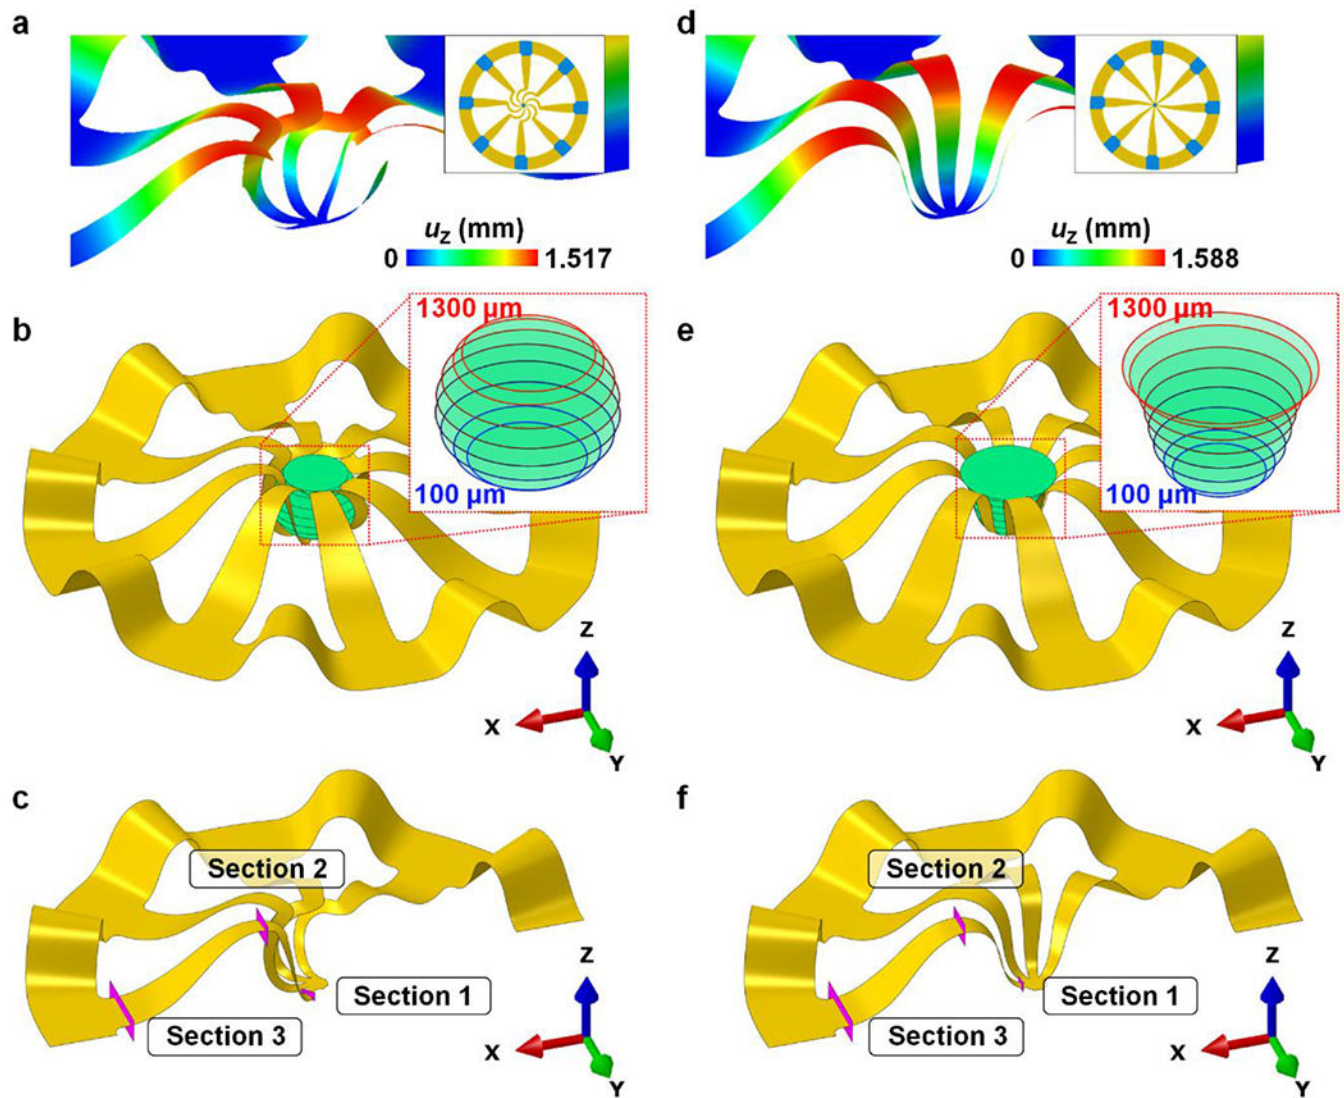 a
u_z (mm)
0 1.517
d
u_z (mm)
0 1.588
b
1300 µm
100 µm
Z
X
Y
e
1300 µm
100 µm
Z
X
Y
c
Section 2
Section 1
Section 3
Z
X
Y
f
Section 2
Section 1
Section 3
Z
X
Y